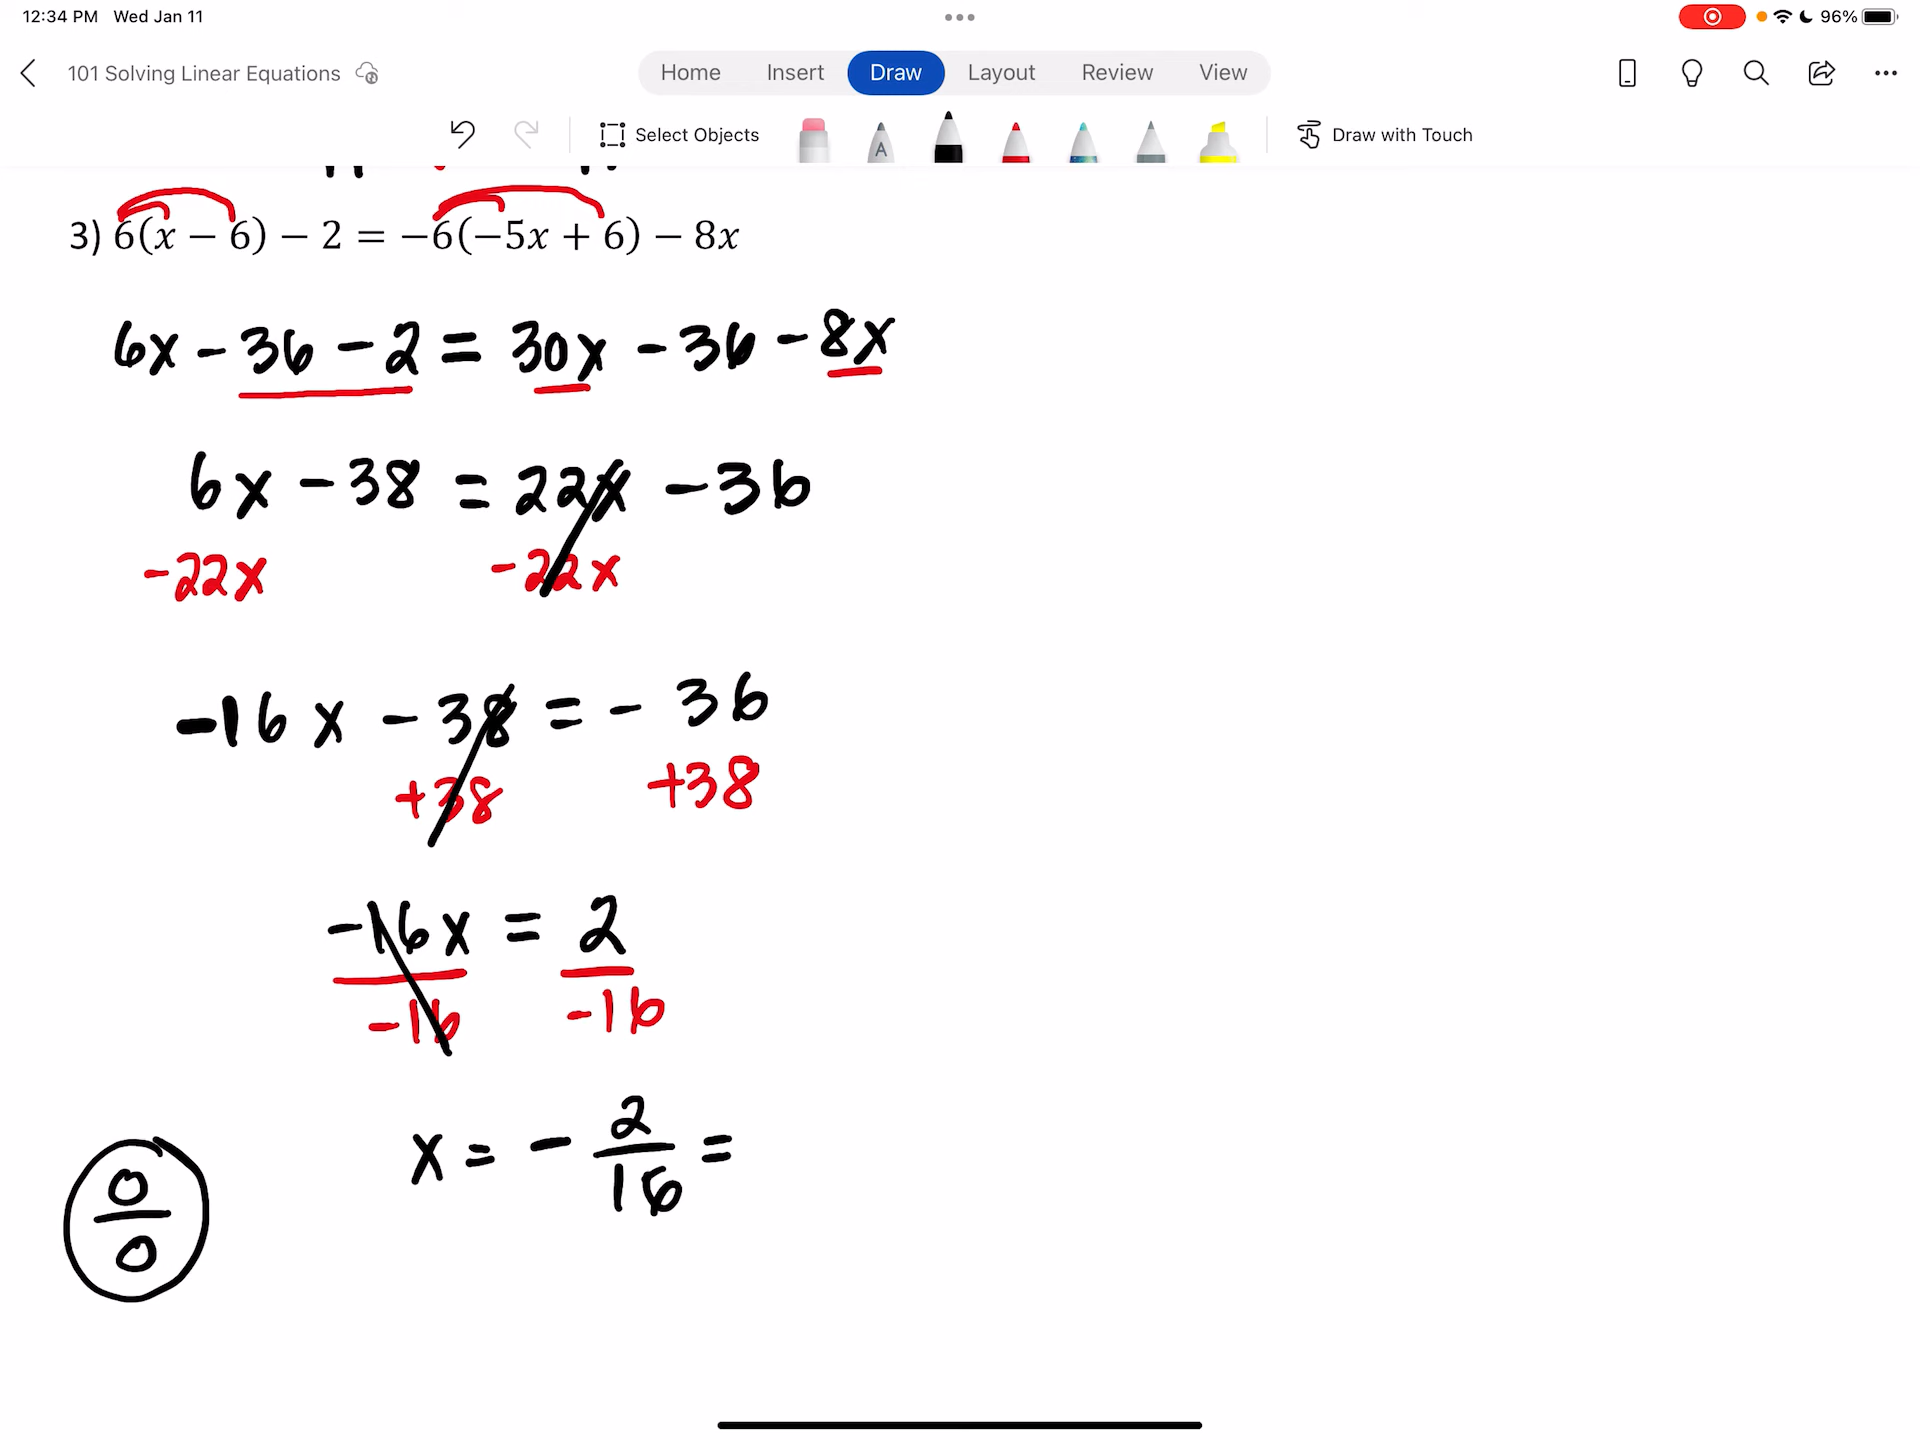 12:34 PM Wed Jan 11 96%
101 Solving Linear Equations Home Insert Draw Layout Review View
Select Objects A Draw with Touch
3) 6(x − 6) − 2 = −6(−5x + 6) − 8x
6x - 36 - 2 = 30x - 36 - 8x
6x - 38 = 22x - 36
-22x -22x
-16x - 38 = - 36
+38 +38
-16x = 2
-16 -16
x = - 2/16 =
0/0